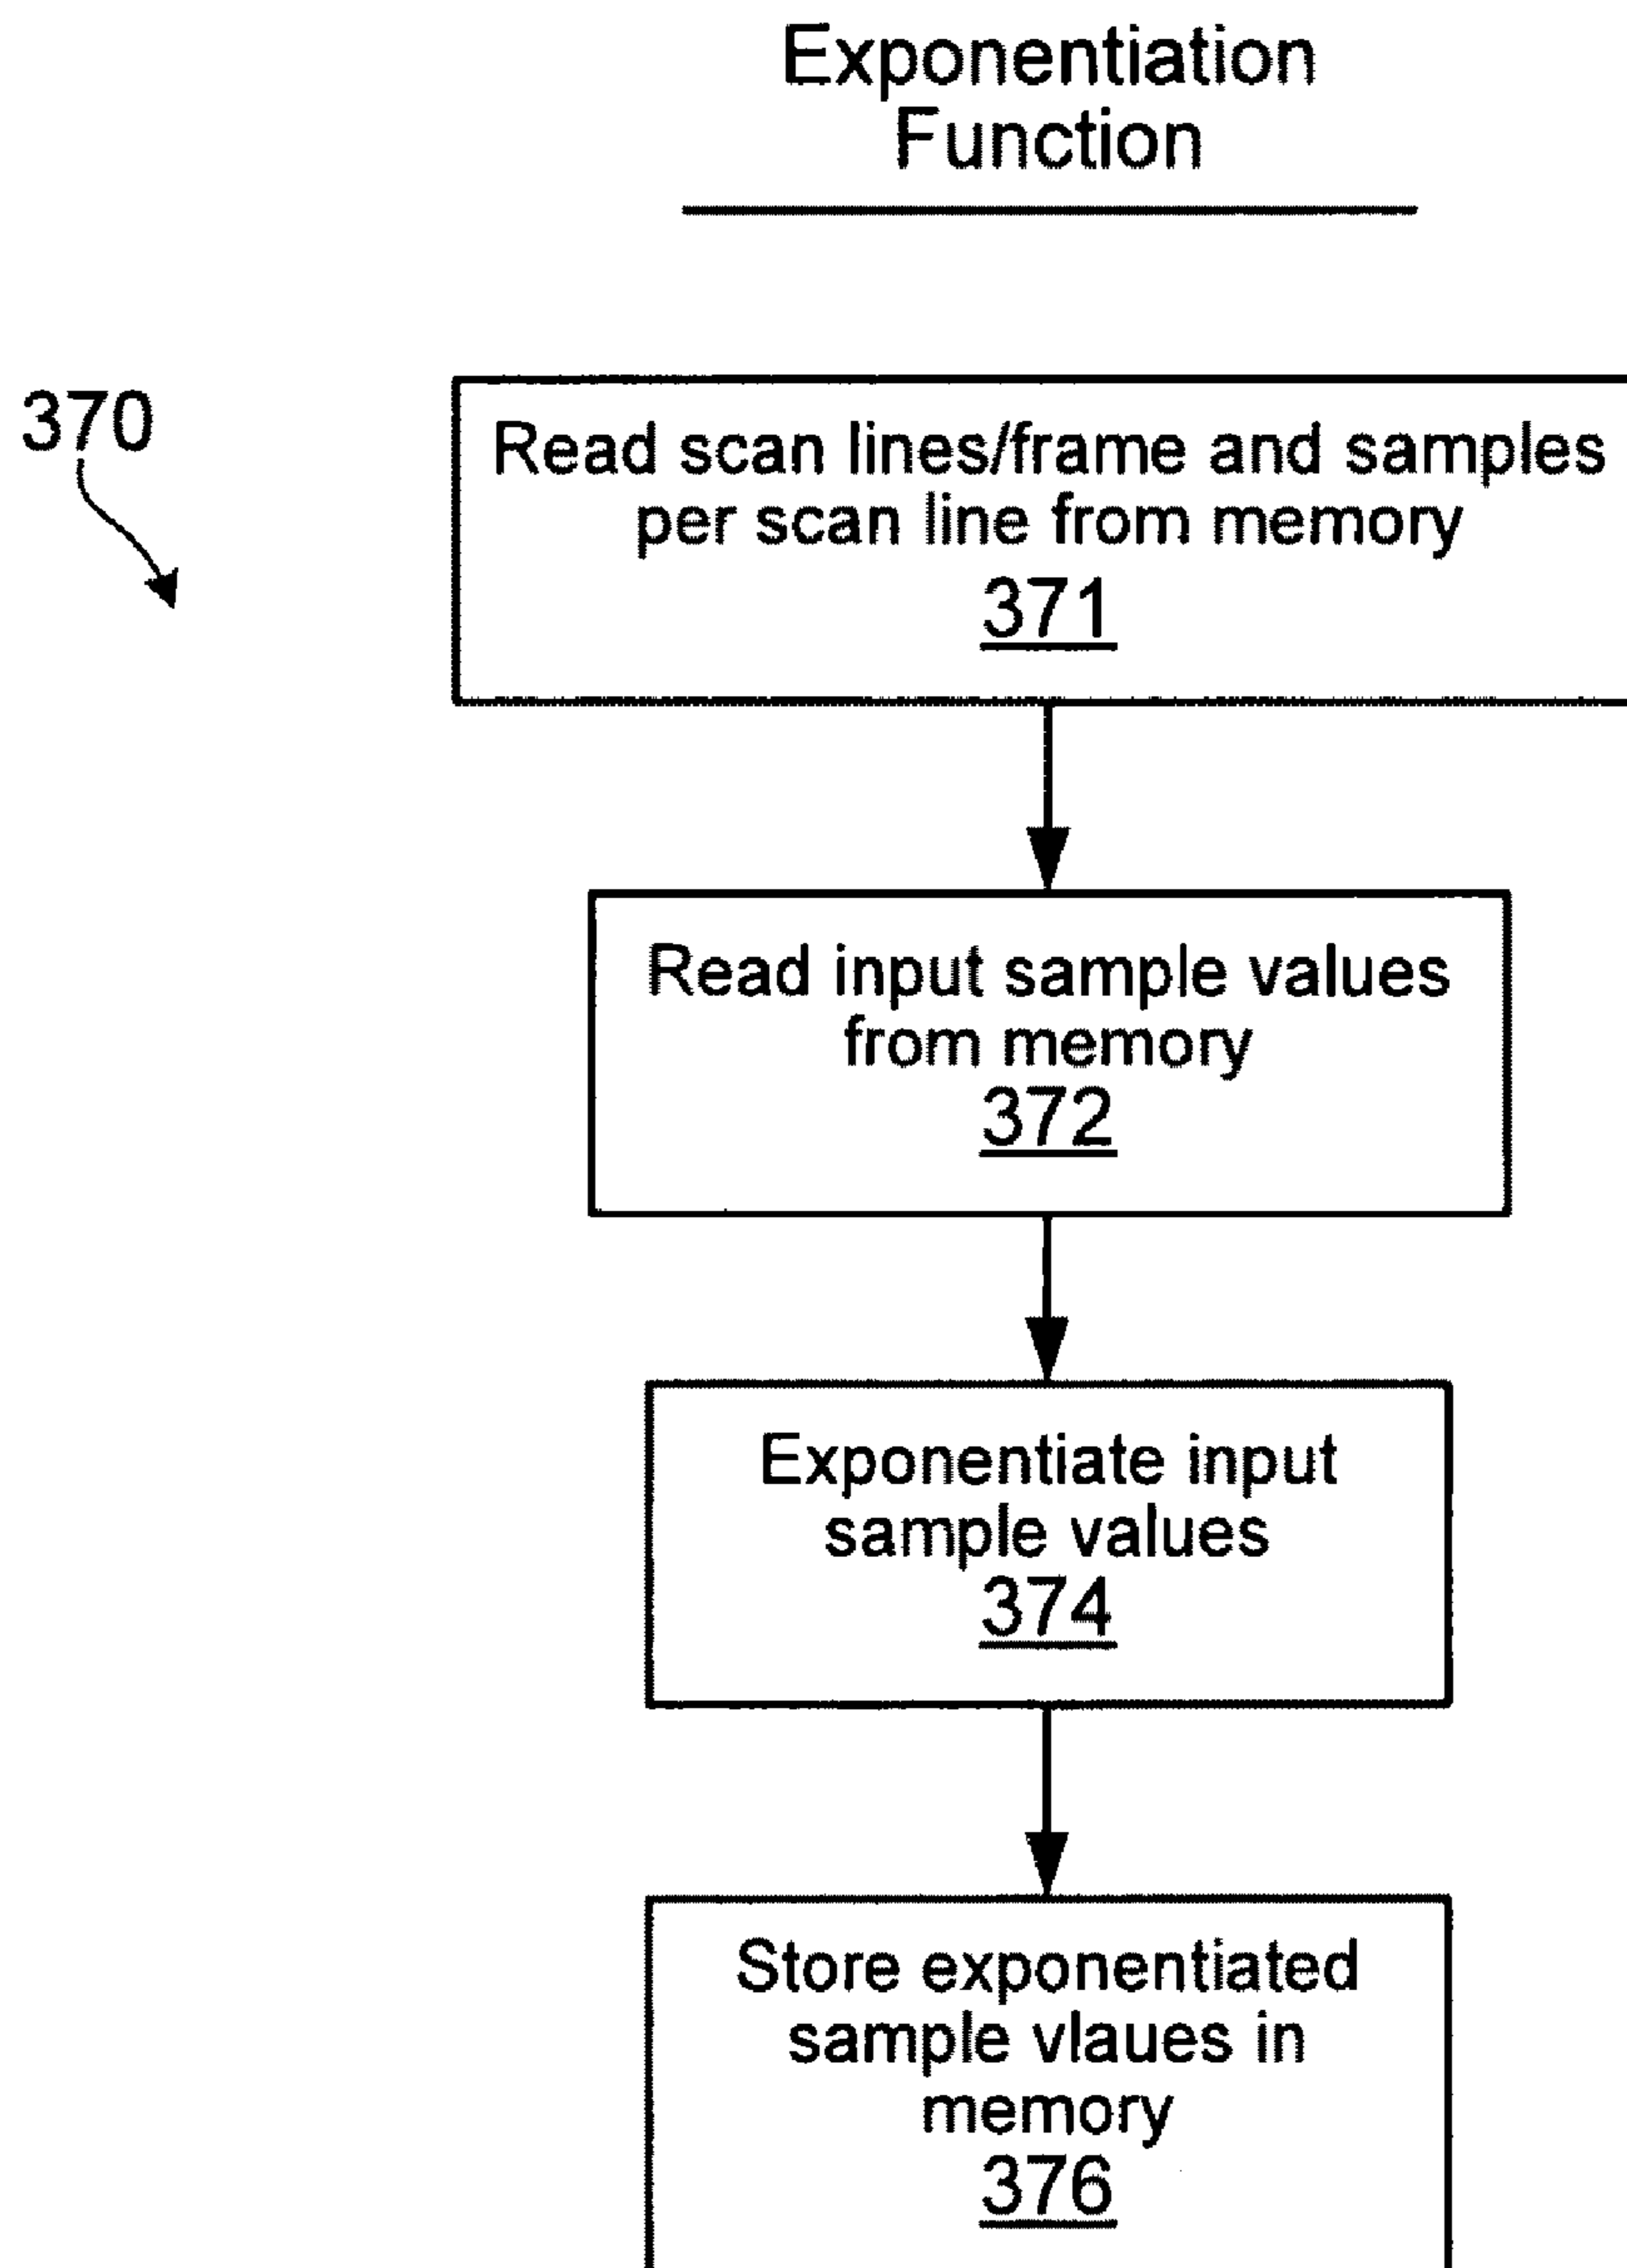 Exponentiation
Function
370
Read scan lines/frame and samples
per scan line from memory
371
Read input sample values
from memory
372
Exponentiate input
sample values
374
Store exponentiated
sample vlaues in
memory
376